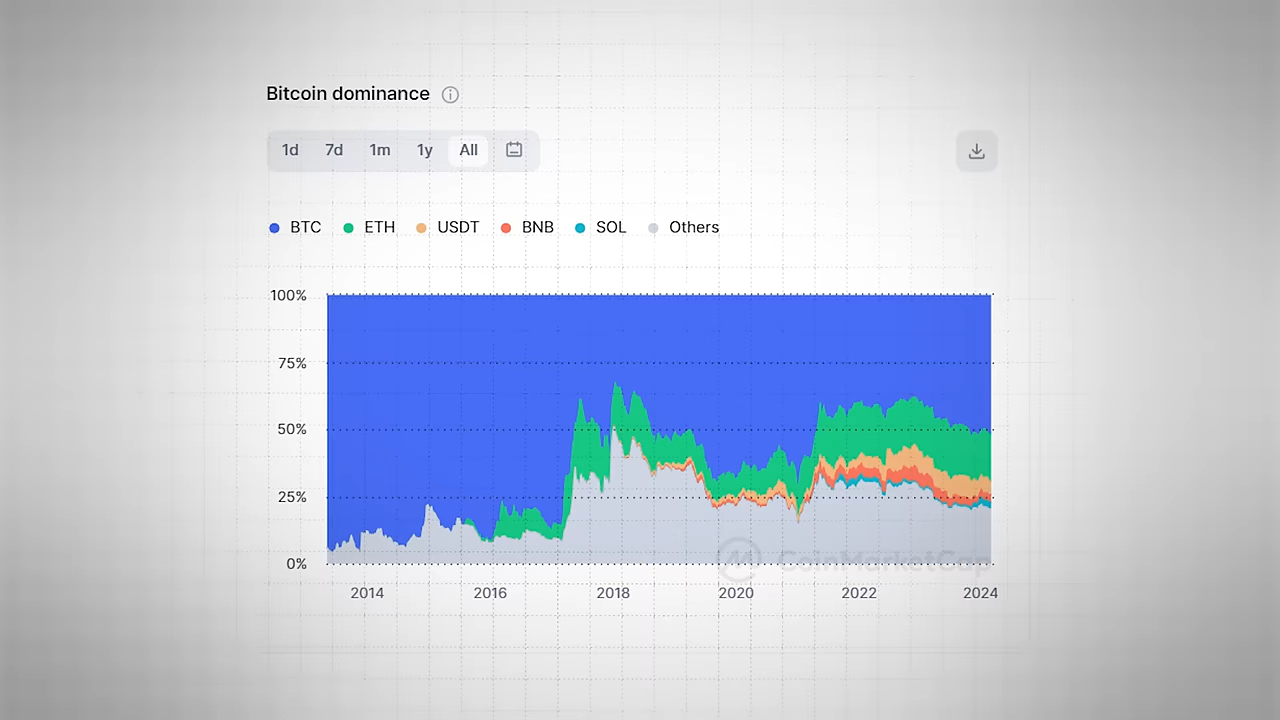 Bitcoin dominance
1d 7d 1m 1y All
BTC ETH USDT BNB SOL Others
100%
75%
50%
25%
0%
CoinMarketCap
2014 2016 2018 2020 2022 2024